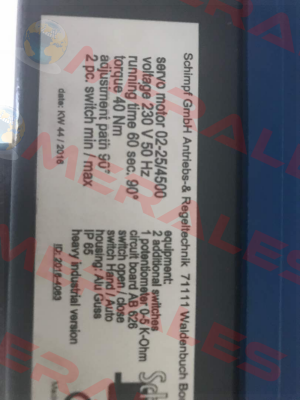 Schimpf GmbH Antriebs-& Regeltechnik 71111 Waldenbuch
servo motor 02-25/4500
voltage 230 V 50 Hz
running time 60 sec. 90°
torque 40 Nm
adjustment path 90°
2 pc. switch min / max
date: KW 44 / 2016
equipment:
2 additional switches
1 potentiometer 0-5 K-Ohm
circuit board AB 626
switch open / close
switch Hand / Auto
housing: Alu Guss
IP 65
heavy industrial version
ID: 2016-4093
EMERALES